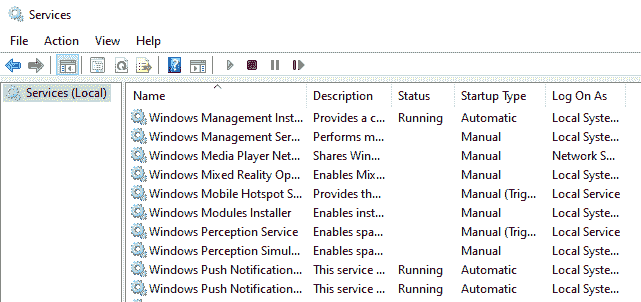 Services
File Action View Help
Services (Local)
Name Description Status Startup Type Log On As
Windows Management Inst... Provides a c... Running Automatic Local Syste...
Windows Management Ser... Performs m... Manual Local Syste...
Windows Media Player Net... Shares Win... Manual Network S...
Windows Mixed Reality Op... Enables Mix... Manual Local Syste...
Windows Mobile Hotspot S... Provides th... Manual (Trig... Local Service
Windows Modules Installer Enables inst... Manual Local Syste...
Windows Perception Service Enables spa... Manual (Trig... Local Service
Windows Perception Simul... Enables spa... Manual Local Syste...
Windows Push Notification... This service ... Running Automatic Local Syste...
Windows Push Notification... This service ... Running Automatic Local Syste...